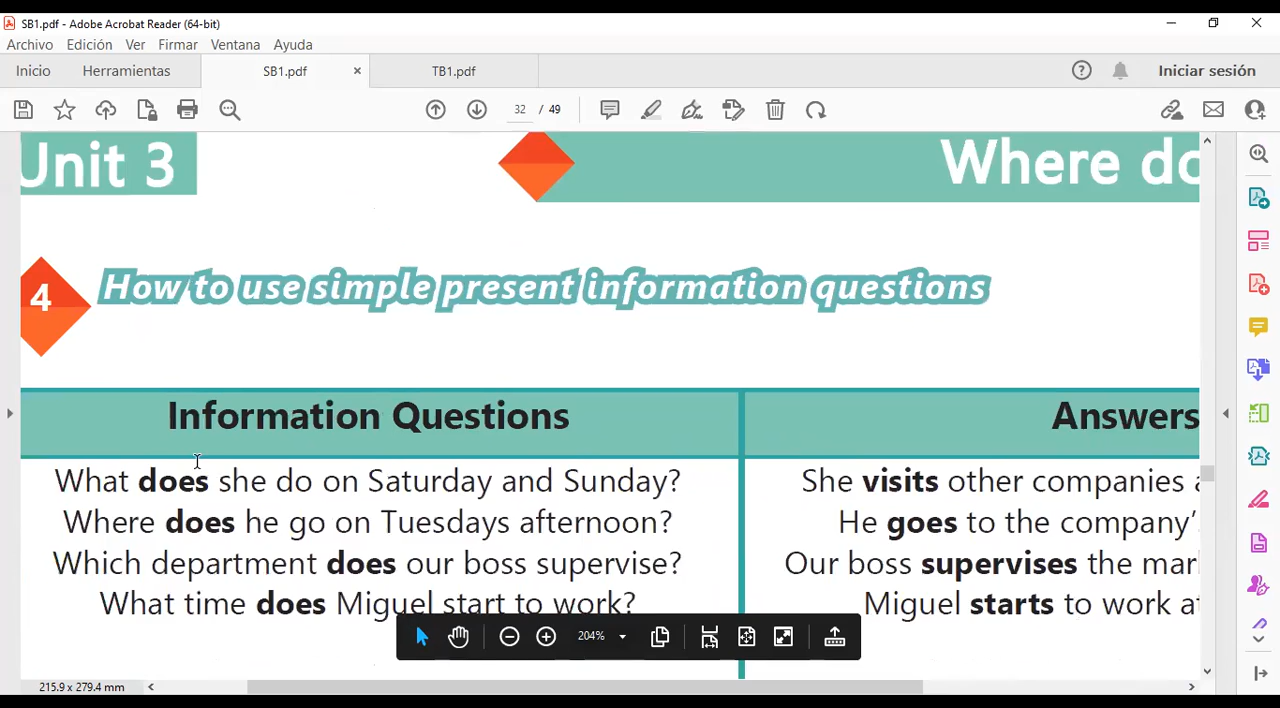 SB1.pdf - Adobe Acrobat Reader (64-bit)
Archivo Edición Ver Firmar Ventana Ayuda
Inicio Herramientas SB1.pdf × TB1.pdf Iniciar sesión
32 / 49
Unit 3 Where do
4 How to use simple present information questions
Information Questions Answers
What does she do on Saturday and Sunday? She visits other companies
Where does he go on Tuesdays afternoon? He goes to the company'
Which department does our boss supervise? Our boss supervises the mar
What time does Miguel start to work? Miguel starts to work at
204%
215.9 x 279.4 mm